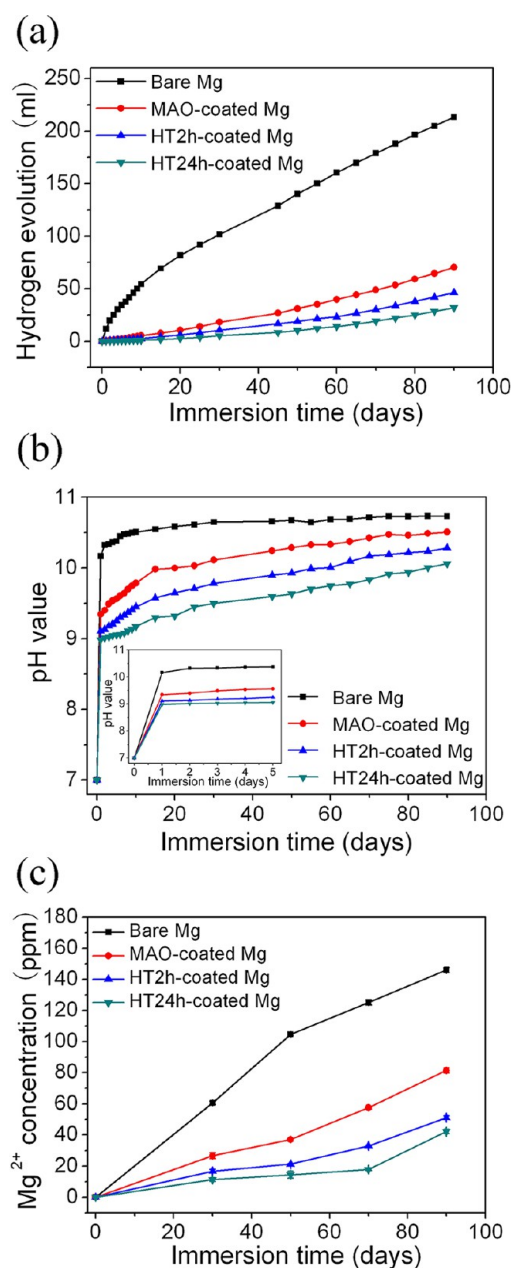 (a)
Hydrogen evolution (ml)
250
200
150
100
50
0
Bare Mg
MAO-coated Mg
HT2h-coated Mg
HT24h-coated Mg
0 20 40 60 80 100
Immersion time (days)
(b)
pH value
11
10
9
8
7
pH value
11
10
9
8
7
0 1 2 3 4 5
Immersion time (days)
Bare Mg
MAO-coated Mg
HT2h-coated Mg
HT24h-coated Mg
0 20 40 60 80 100
Immersion time (days)
(c)
Mg2+ concentration (ppm)
180
160
140
120
100
80
60
40
20
0
Bare Mg
MAO-coated Mg
HT2h-coated Mg
HT24h-coated Mg
0 20 40 60 80 100
Immersion time (days)